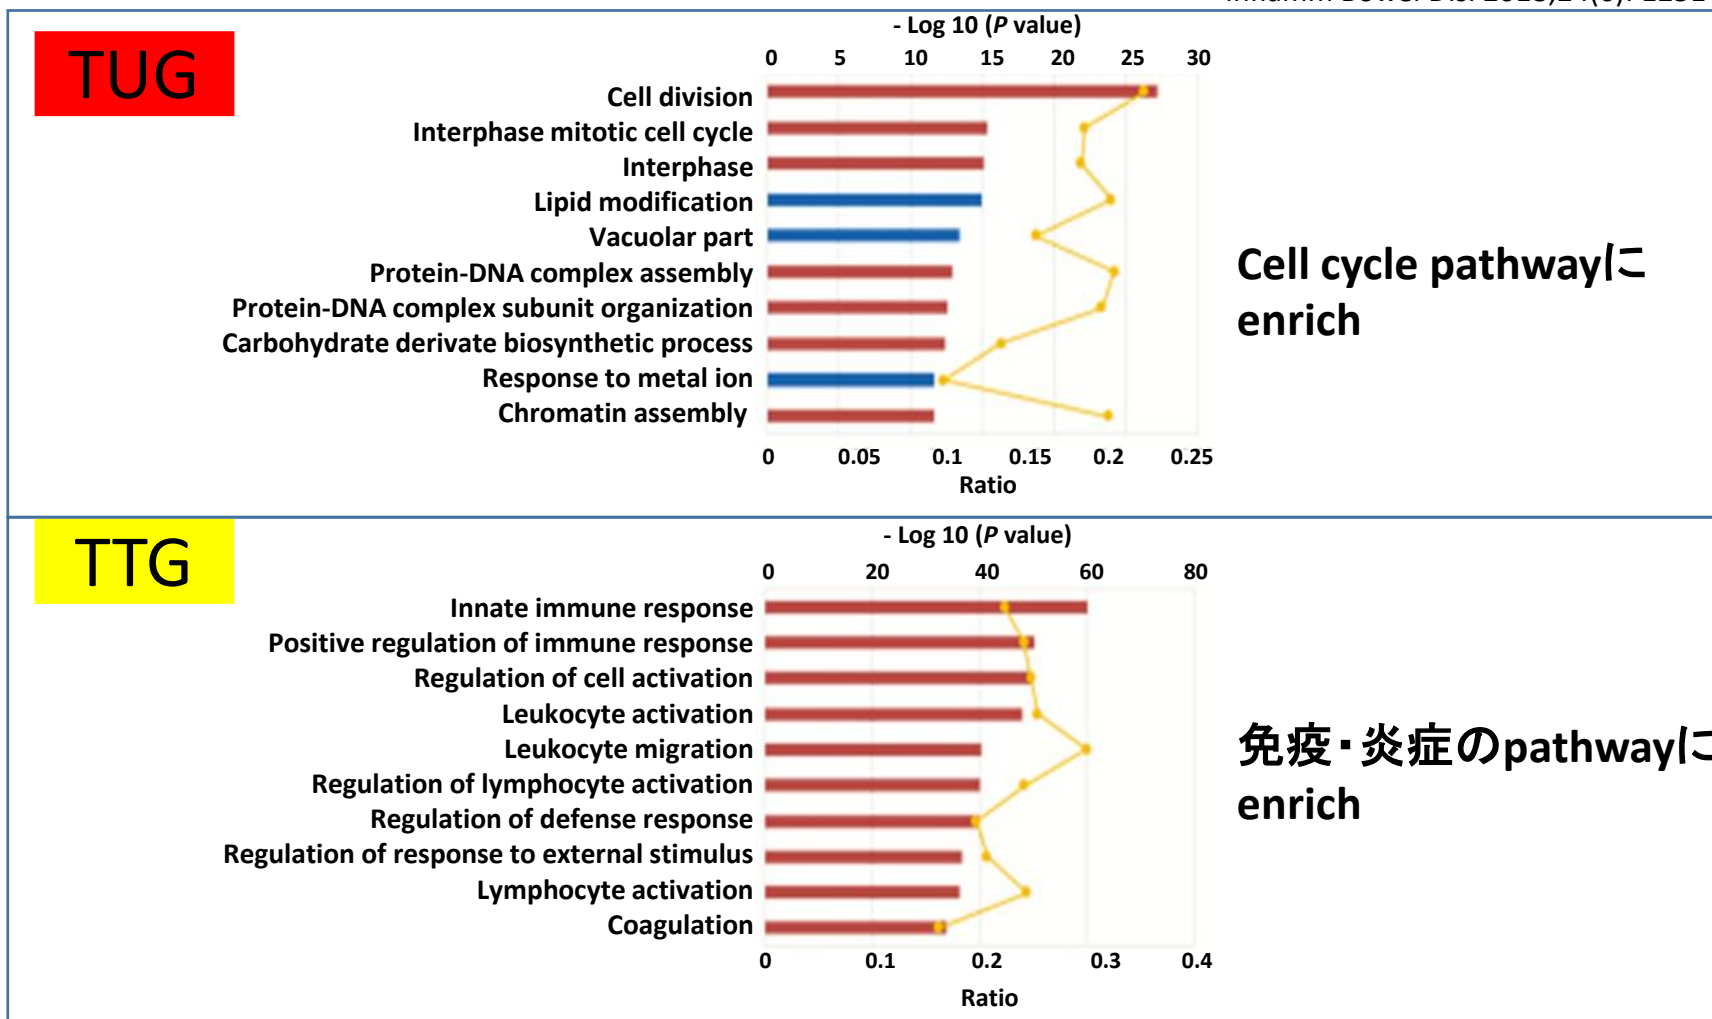 TUG
- Log 10 (P value)
0 5 10 15 20 25 30
Cell division
Interphase mitotic cell cycle
Interphase
Lipid modification
Vacuolar part
Protein-DNA complex assembly
Protein-DNA complex subunit organization
Carbohydrate derivate biosynthetic process
Response to metal ion
Chromatin assembly
0 0.05 0.1 0.15 0.2 0.25
Ratio
Cell cycle pathwayに
enrich
TTG
- Log 10 (P value)
0 20 40 60 80
Innate immune response
Positive regulation of immune response
Regulation of cell activation
Leukocyte activation
Leukocyte migration
Regulation of lymphocyte activation
Regulation of defense response
Regulation of response to external stimulus
Lymphocyte activation
Coagulation
0 0.1 0.2 0.3 0.4
Ratio
免疫・炎症のpathwayに
enrich